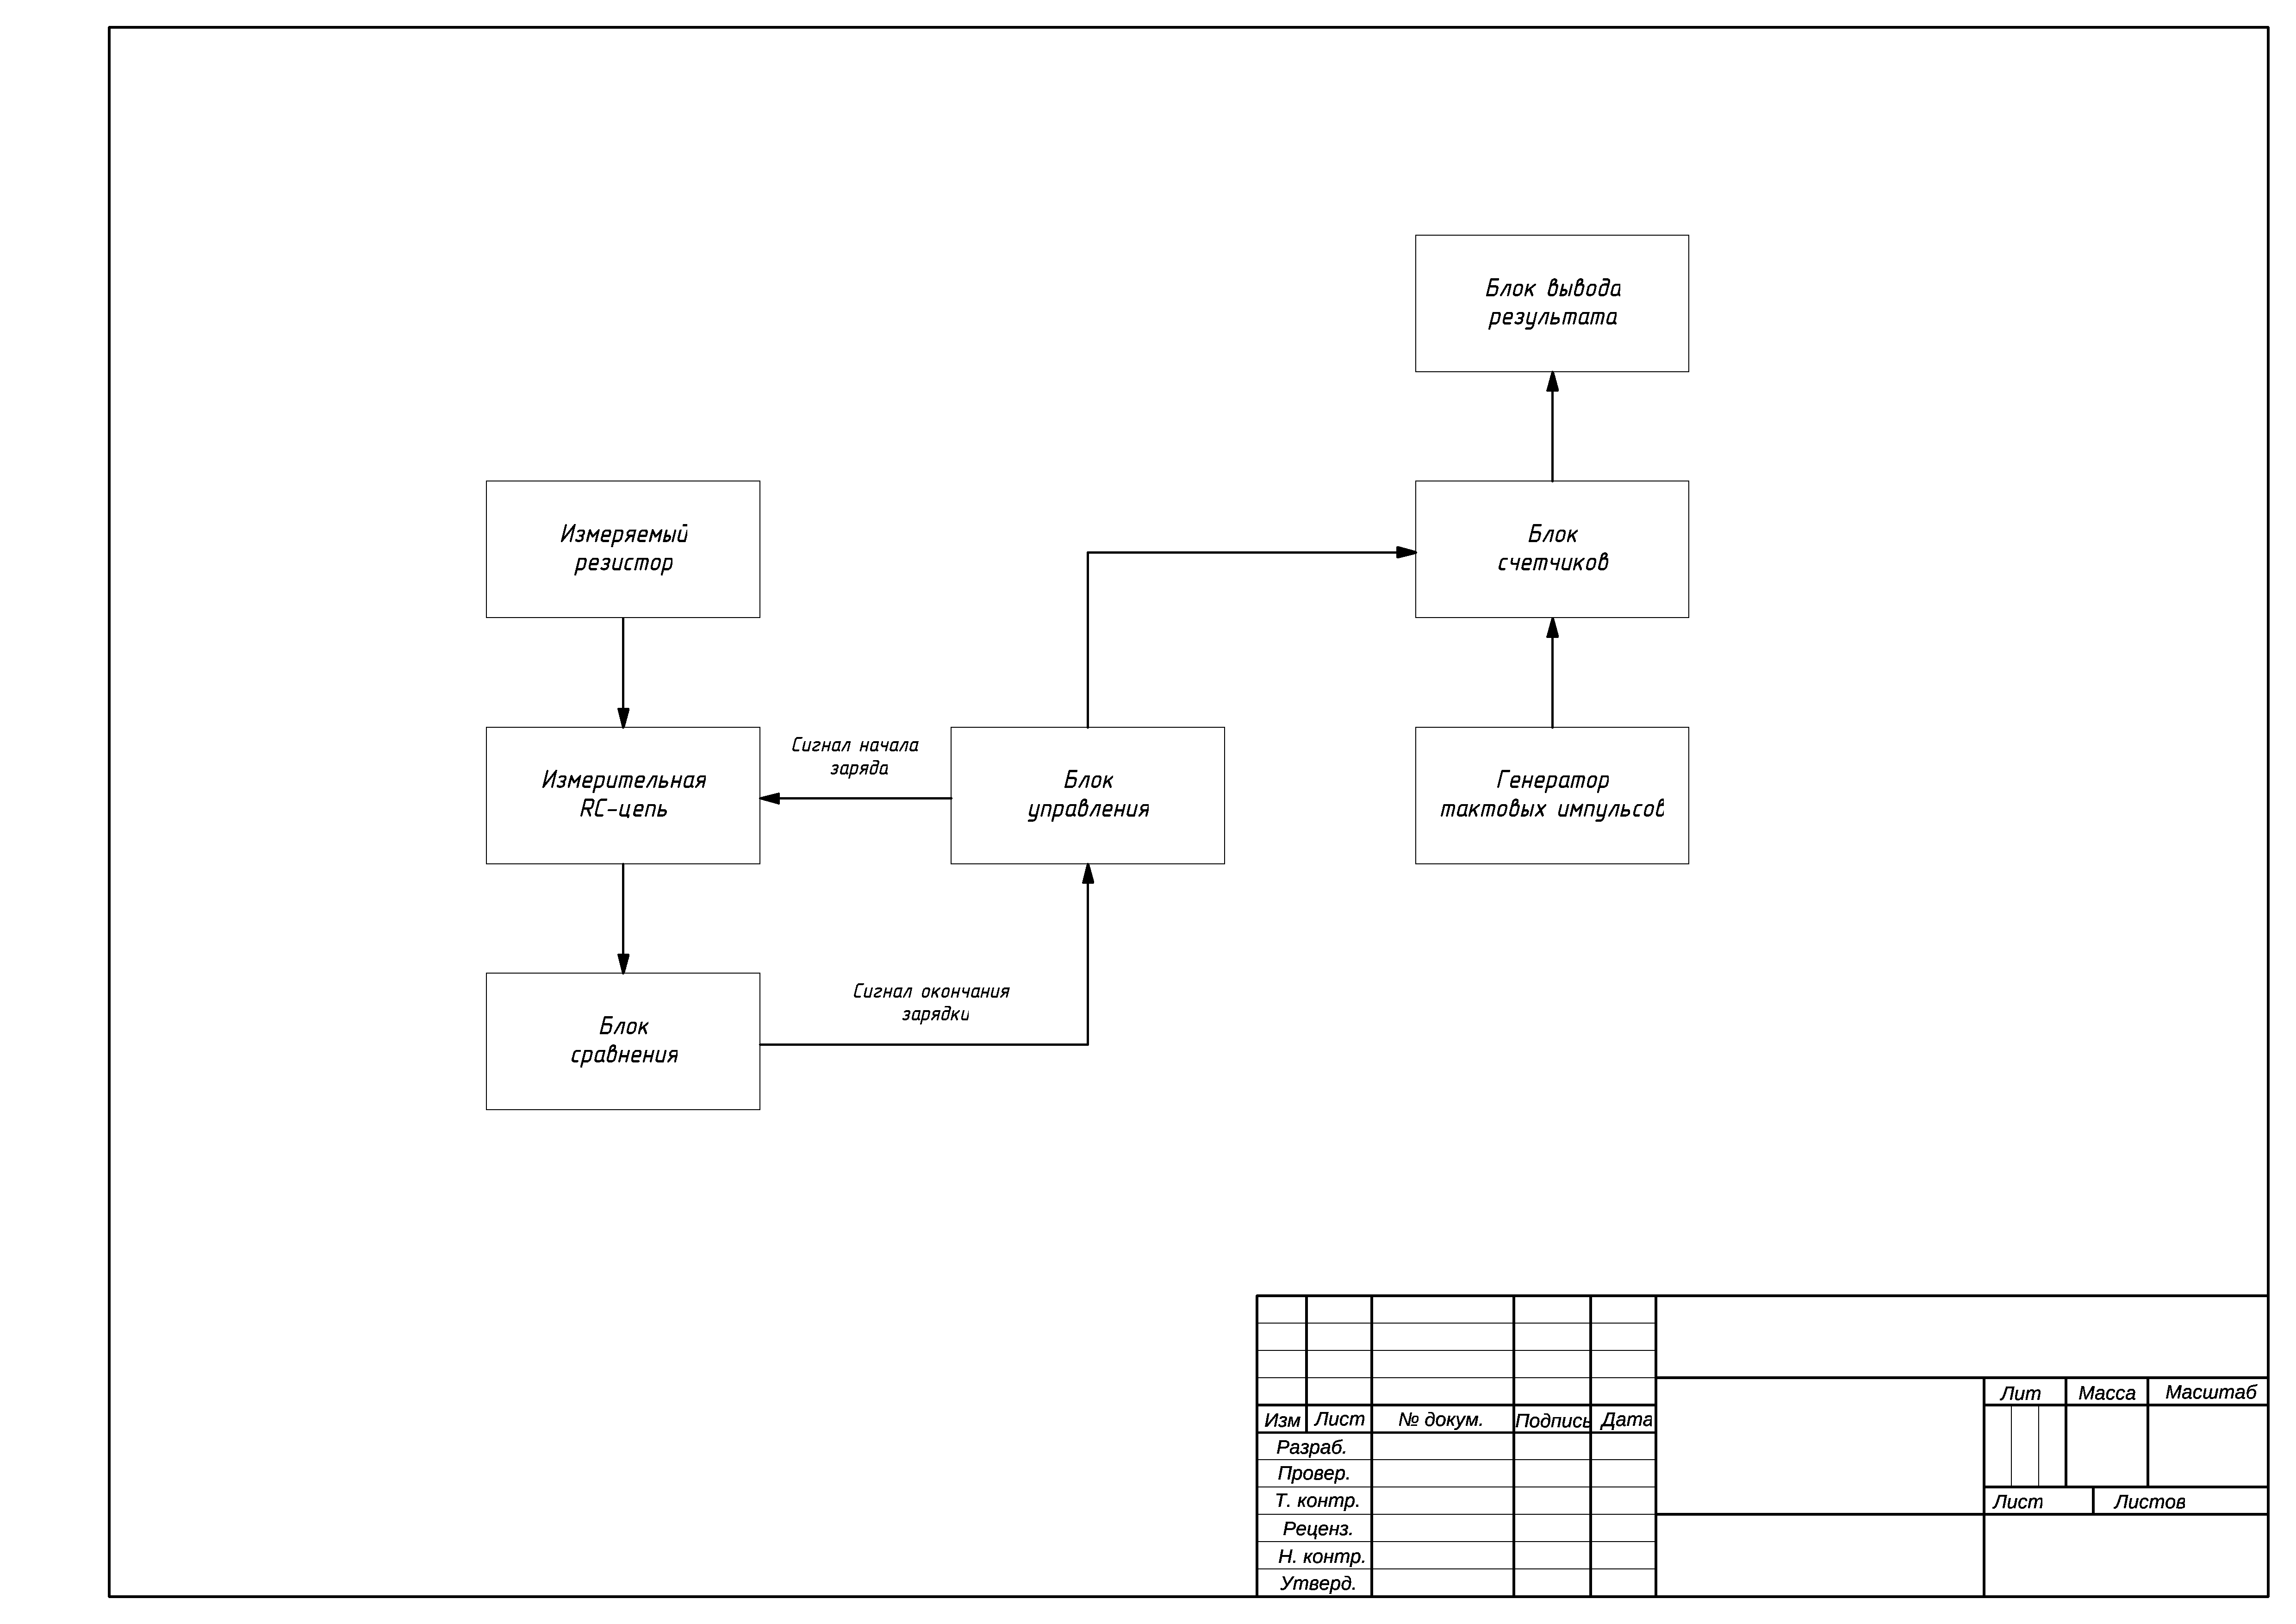 Блок вывода
результата
Измеряемый
резистор
Блок
счетчиков
Сигнал начала
заряда
Измерительная
RC-цепь
Блок
управления
Генератор
тактовых импульсов
Сигнал окончания
зарядки
Блок
сравнения
Лит Масса Масштаб
Изм Лист № докум. Подпись Дата
Разраб.
Провер.
Т. контр.
Лист Листов
Реценз.
Н. контр.
Утверд.